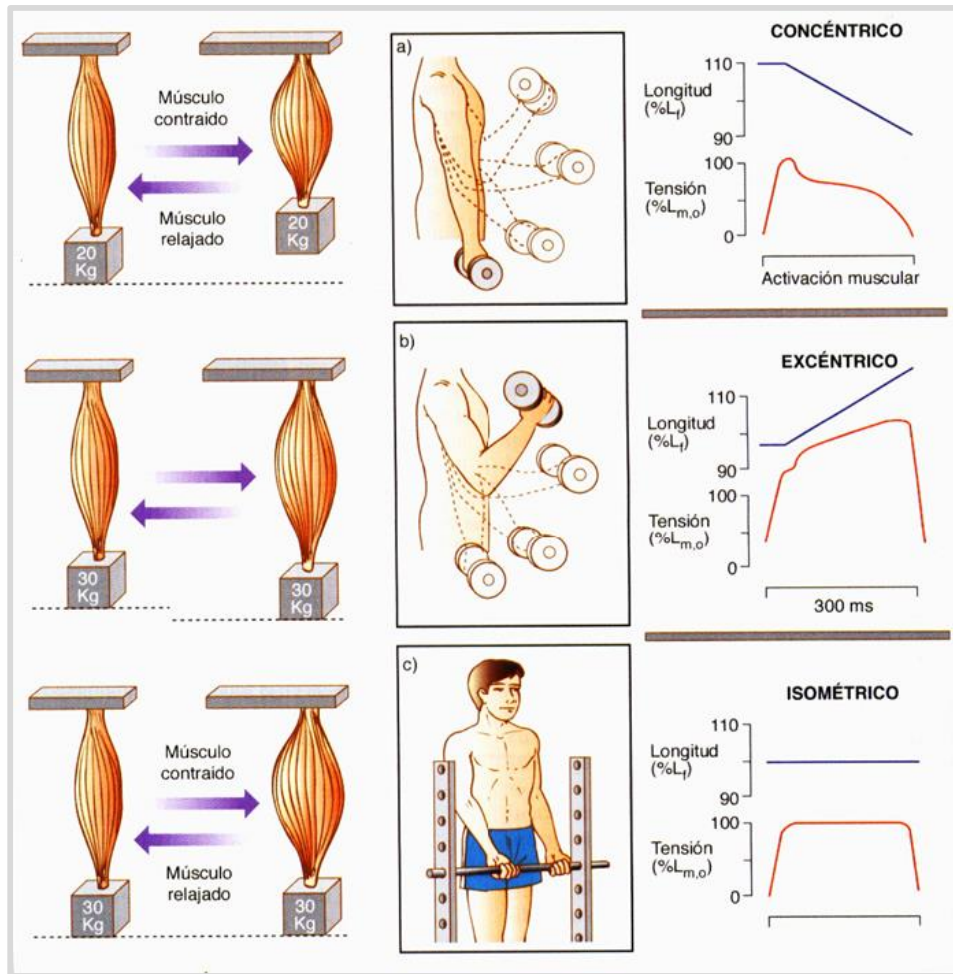 Músculo
contraido
Músculo
relajado
20
Kg
20
Kg
a)
CONCÉNTRICO
110
Longitud
(%Lf)
90
100
Tensión
(%Lm,o)
0
Activación muscular
30
Kg
30
Kg
b)
EXCÉNTRICO
110
Longitud
(%Lf)
90
100
Tensión
(%Lm,o)
0
300 ms
Músculo
contraido
Músculo
relajado
30
Kg
30
Kg
c)
ISOMÉTRICO
110
Longitud
(%Lf)
90
100
Tensión
(%Lm,o)
0